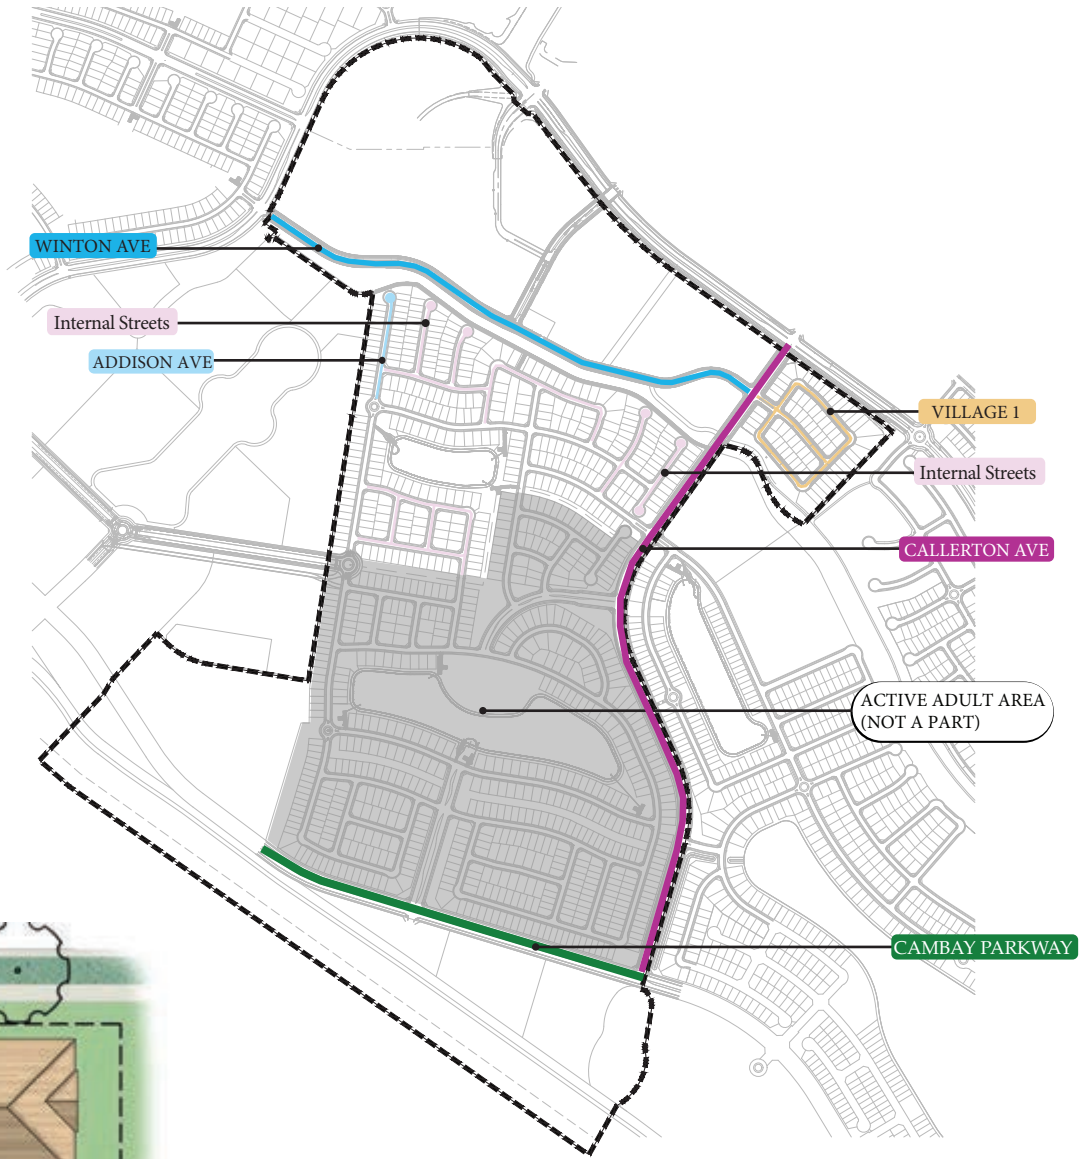 WINTON AVE
Internal Streets
ADDISON AVE
VILLAGE 1
Internal Streets
CALLERTON AVE
ACTIVE ADULT AREA
(NOT A PART)
CAMBAY PARKWAY